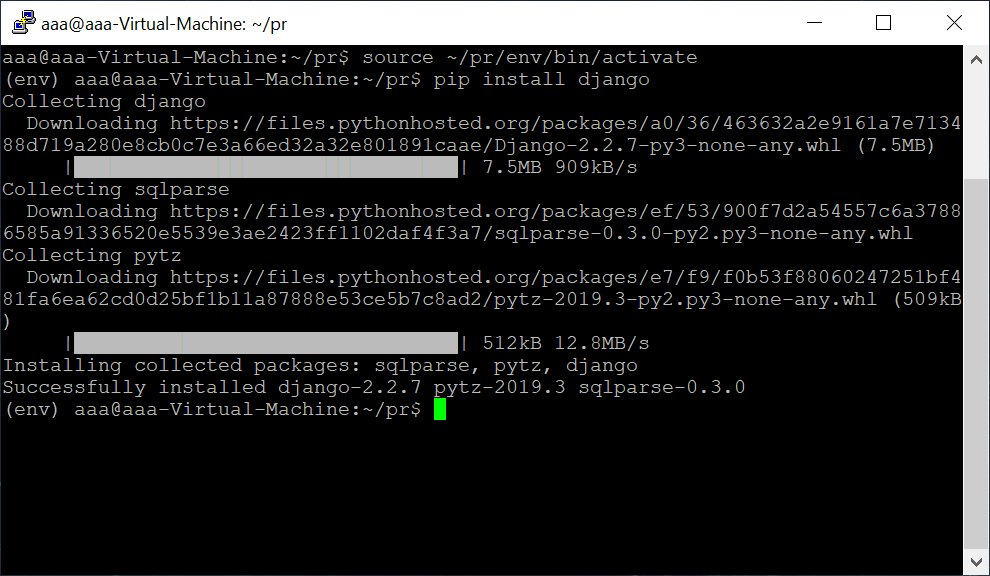 aaa@aaa-Virtual-Machine: ~/pr
aaa@aaa-Virtual-Machine:~/pr$ source ~/pr/env/bin/activate
(env) aaa@aaa-Virtual-Machine:~/pr$ pip install django
Collecting django
  Downloading https://files.pythonhosted.org/packages/a0/36/463632a2e9161a7e7134
88d719a280e8cb0c7e3a66ed32a32e801891caae/Django-2.2.7-py3-none-any.whl (7.5MB)
     |████████████████████████████████| 7.5MB 909kB/s
Collecting sqlparse
  Downloading https://files.pythonhosted.org/packages/ef/53/900f7d2a54557c6a3788
6585a91336520e5539e3ae2423ff1102daf4f3a7/sqlparse-0.3.0-py2.py3-none-any.whl
Collecting pytz
  Downloading https://files.pythonhosted.org/packages/e7/f9/f0b53f88060247251bf4
81fa6ea62cd0d25bf1b11a87888e53ce5b7c8ad2/pytz-2019.3-py2.py3-none-any.whl (509kB
)
     |████████████████████████████████| 512kB 12.8MB/s
Installing collected packages: sqlparse, pytz, django
Successfully installed django-2.2.7 pytz-2019.3 sqlparse-0.3.0
(env) aaa@aaa-Virtual-Machine:~/pr$